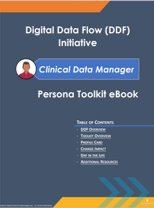 Digital Data Flow (DDF)
Initiative
Clinical Data Manager
Persona Toolkit eBook
TABLE OF CONTENTS
DDF OVERVIEW
TOOLKIT OVERVIEW
PROFILE CARD
CHANGE IMPACT
DAY IN THE LIFE
ADDITIONAL RESOURCES